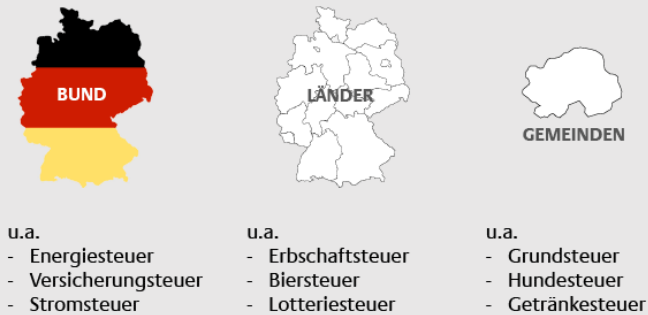 BUND
LÄNDER
GEMEINDEN
u.a.
- Energiesteuer
- Versicherungsteuer
- Stromsteuer
u.a.
- Erbschaftsteuer
- Biersteuer
- Lotteriesteuer
u.a.
- Grundsteuer
- Hundesteuer
- Getränkesteuer